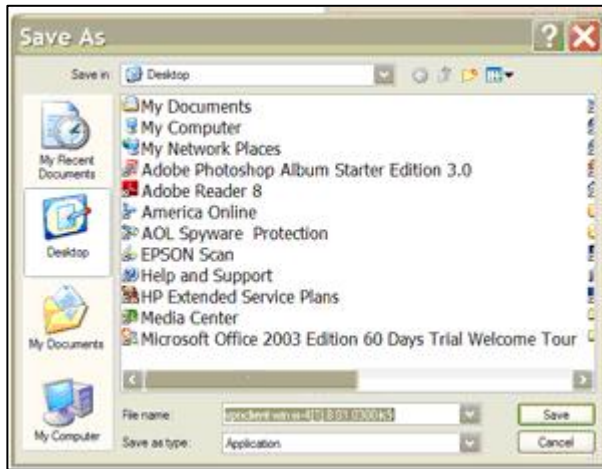 Save As
Save in:
Desktop
My Recent Documents
Desktop
My Documents
My Computer
My Documents
My Computer
My Network Places
Adobe Photoshop Album Starter Edition 3.0
Adobe Reader 8
America Online
AOL Spyware Protection
EPSON Scan
Help and Support
HP Extended Service Plans
Media Center
Microsoft Office 2003 Edition 60 Days Trial Welcome Tour
File name:
Save
Save as type:
Application
Cancel